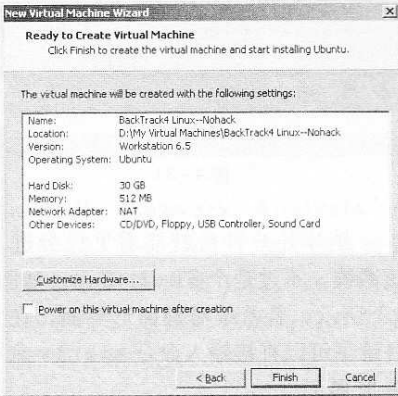 New Virtual Machine Wizard
Ready to Create Virtual Machine
Click Finish to create the virtual machine and start installing Ubuntu.
The virtual machine will be created with the following settings:
Name: BackTrack4 Linux--Nohack
Location: D:\My Virtual Machines\BackTrack4 Linux--Nohack
Version: Workstation 6.5
Operating System: Ubuntu
Hard Disk: 30 GB
Memory: 512 MB
Network Adapter: NAT
Other Devices: CD/DVD, Floppy, USB Controller, Sound Card
Customize Hardware...
Power on this virtual machine after creation
< Back Finish Cancel